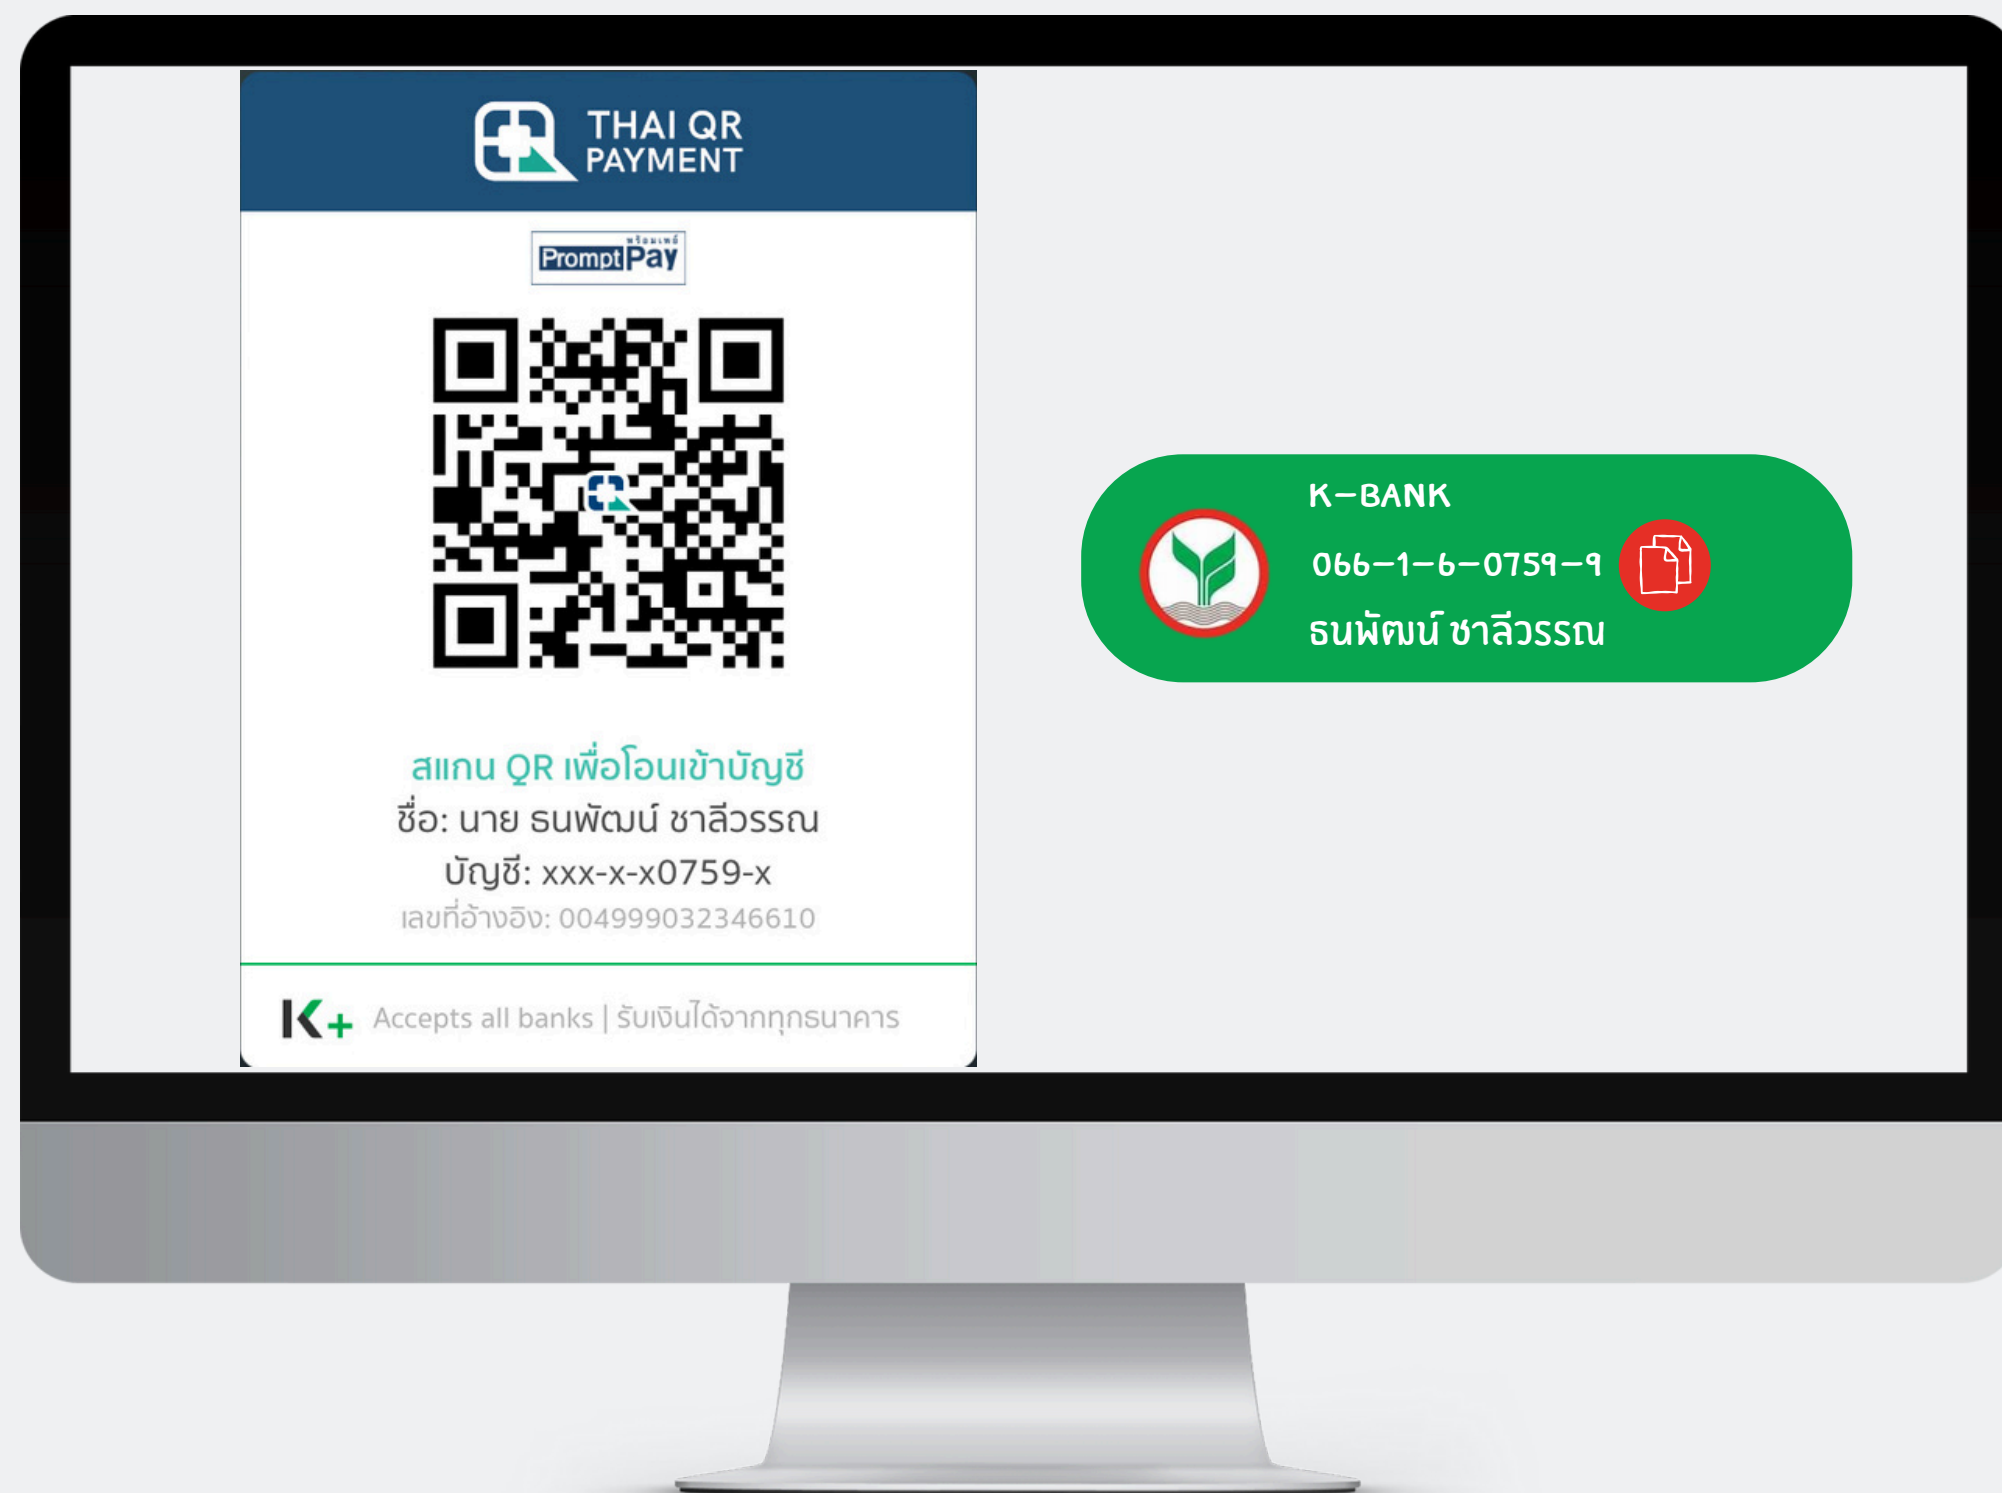 THAI QR
PAYMENT
พร้อมเพย์
PromptPay
สแกน QR เพื่อโอนเข้าบัญชี
ชื่อ: นาย ธนพัฒน์ ชาลีวรรณ
บัญชี: xxx-x-x0759-x
เลขที่อ้างอิง: 004999032346610
K+ Accepts all banks | รับเงินได้จากทุกธนาคาร
K-BANK
066-1-6-0759-9
ธนพัฒน์ ชาลีวรรณ